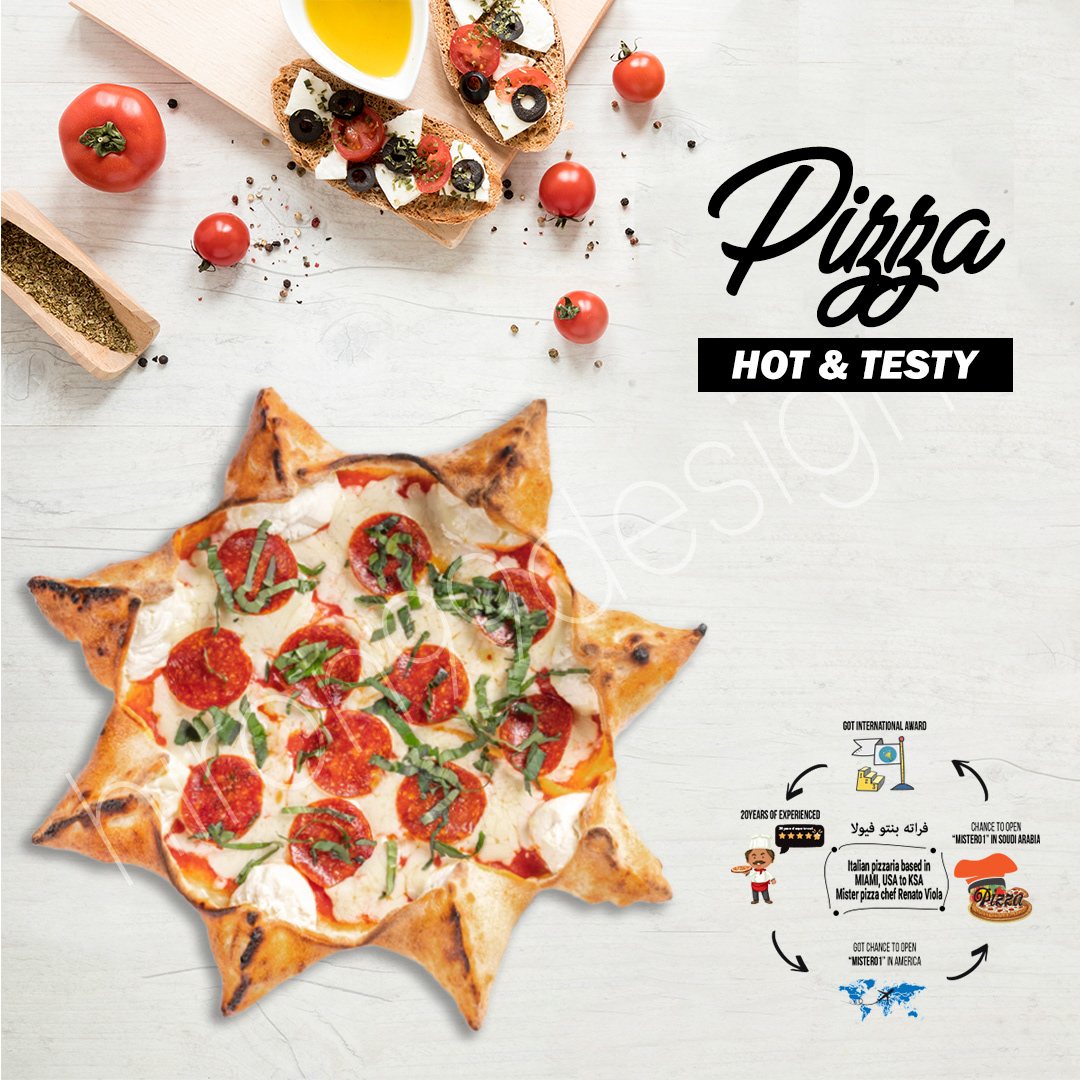 Pizza
HOT & TESTY
GOT INTERNATIONAL AWARD
20YEARS OF EXPERIENCED
فراته بنتو فيولا
CHANCE TO OPEN
"MISTERO1" IN SOUDI ARABIA
Italian pizzaria based in
MIAMI, USA to KSA
Mister pizza chef Renato Viola
Pizza
GOT CHANCE TO OPEN
"MISTERO1" IN AMERICA